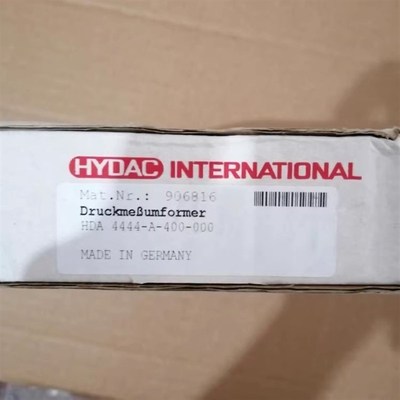 HYDAC INTERNATIONAL
Mat.Nr.: 906816
Druckmeßumformer
HDA 4444-A-400-000
MADE IN GERMANY